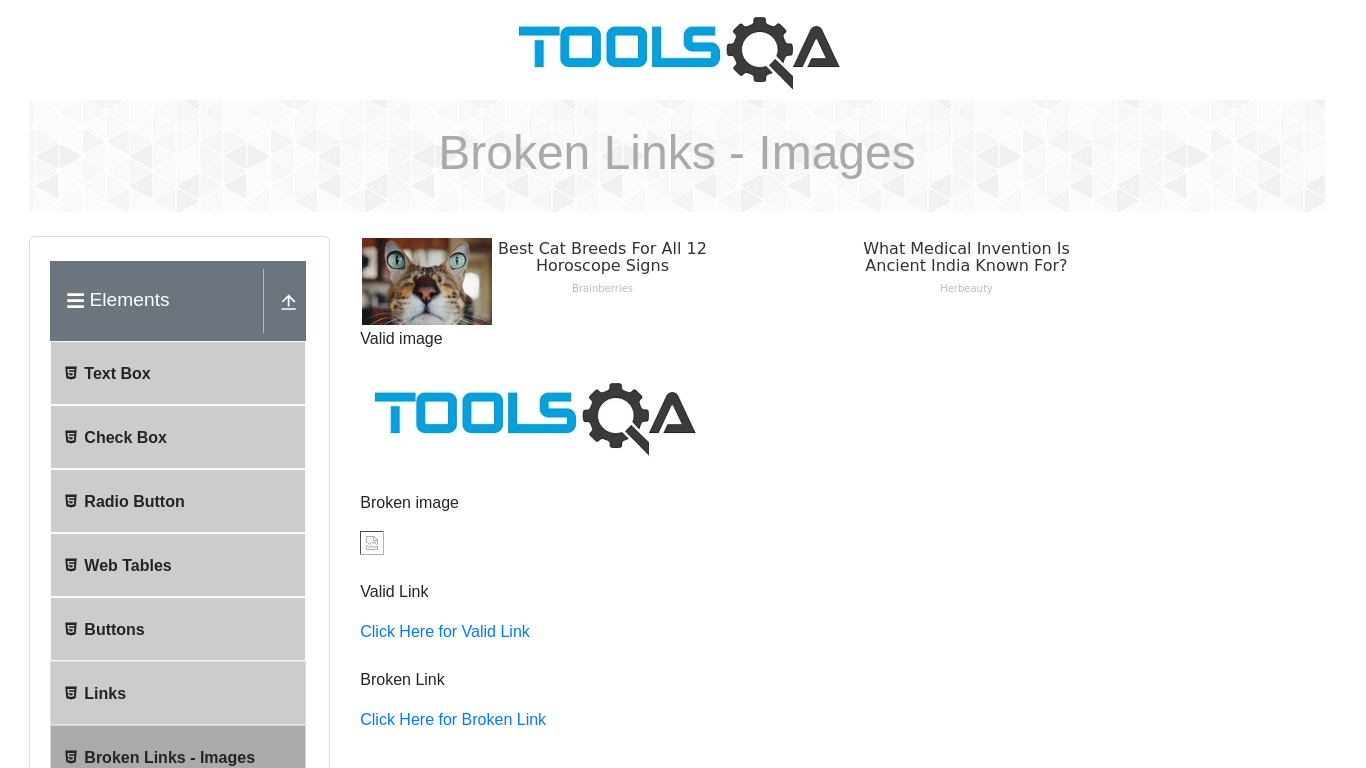 TOOLSQA
Broken Links - Images
Elements
Text Box
Check Box
Radio Button
Web Tables
Buttons
Links
Broken Links - Images
Best Cat Breeds For All 12
Horoscope Signs
Brainberries
What Medical Invention Is
Ancient India Known For?
Herbeauty
Valid image
TOOLSQA
Broken image
Valid Link
Click Here for Valid Link
Broken Link
Click Here for Broken Link